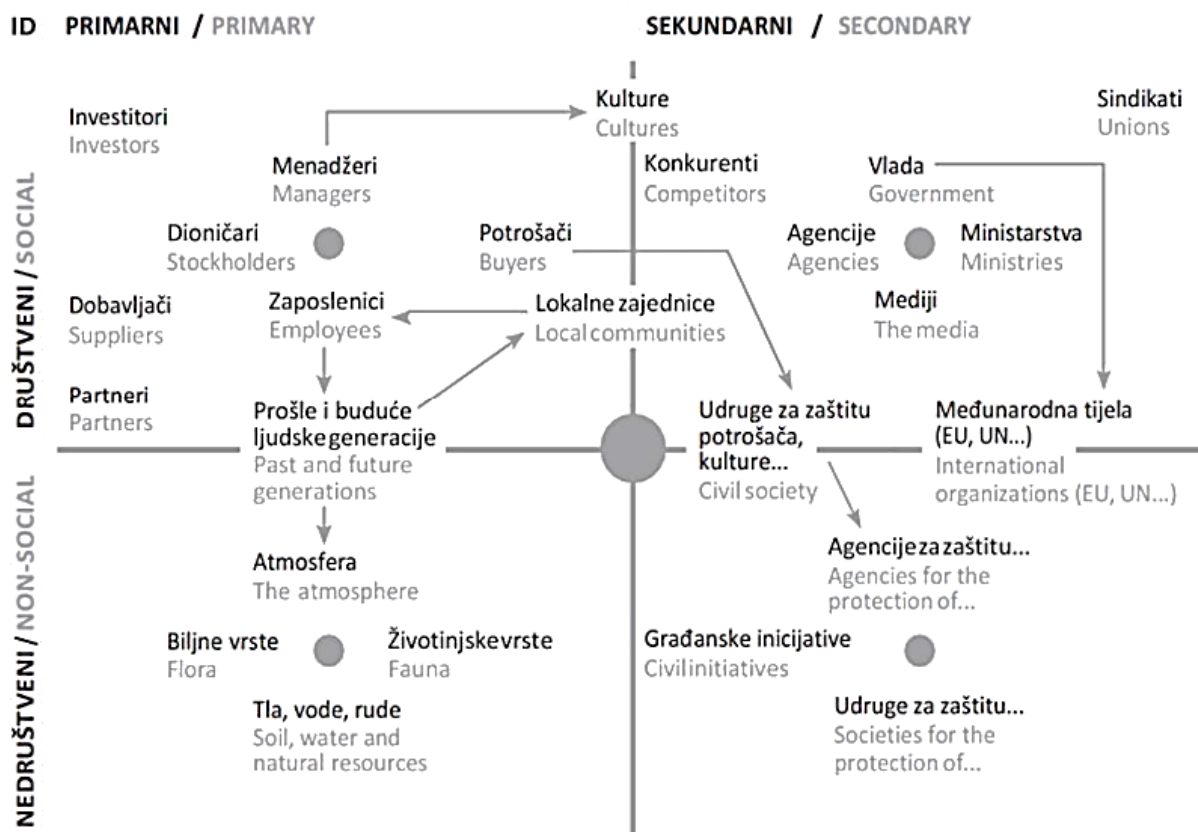 ID PRIMARNI / PRIMARY
SEKUNDARNI / SECONDARY
DRUŠTVENI / SOCIAL
NEDRUŠTVENI / NON-SOCIAL
Investitori
Investors
Menadžeri
Managers
Dioničari
Stockholders
Potrošači
Buyers
Dobavljači
Suppliers
Zaposlenici
Employees
Lokalne zajednice
Local communities
Partneri
Partners
Prošle i buduće
ljudske generacije
Past and future
generations
Kulture
Cultures
Konkurenti
Competitors
Vlada
Government
Sindikati
Unions
Agencije
Agencies
Ministarstva
Ministries
Mediji
The media
Udruge za zaštitu
potrošača,
kulture...
Civil society
Međunarodna tijela
(EU, UN...)
International
organizations (EU, UN...)
Atmosfera
The atmosphere
Biljne vrste
Flora
Životinjske vrste
Fauna
Tla, vode, rude
Soil, water and
natural resources
Agencije za zaštitu...
Agencies for the
protection of...
Građanske inicijative
Civil initiatives
Udruge za zaštitu...
Societies for the
protection of...